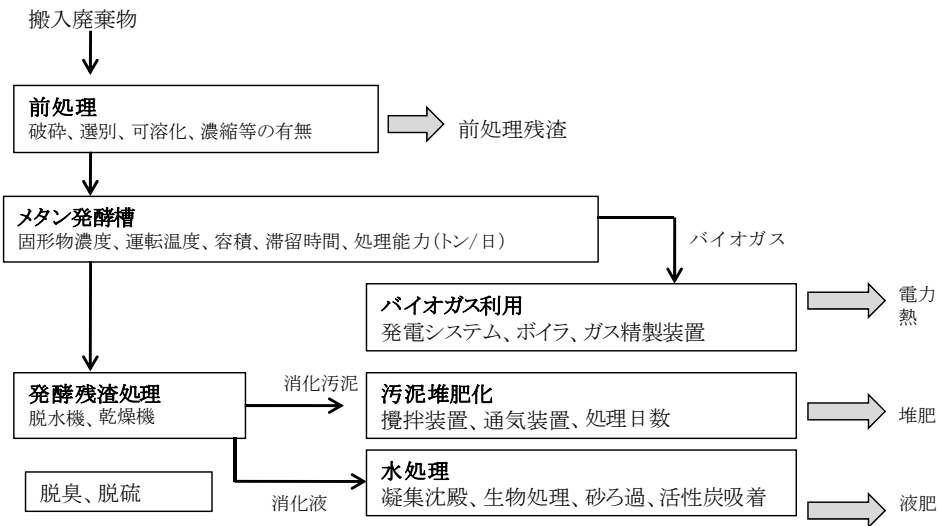 搬入廃棄物
前処理
破砕、選別、可溶化、濃縮等の有無
前処理残渣
メタン発酵槽
固形物濃度、運転温度、容積、滞留時間、処理能力(トン/日)
バイオガス
バイオガス利用
発電システム、ボイラ、ガス精製装置
電力
熱
発酵残渣処理
脱水機、乾燥機
消化汚泥
汚泥堆肥化
攪拌装置、通気装置、処理日数
堆肥
脱臭、脱硫
消化液
水処理
凝集沈殿、生物処理、砂ろ過、活性炭吸着
液肥